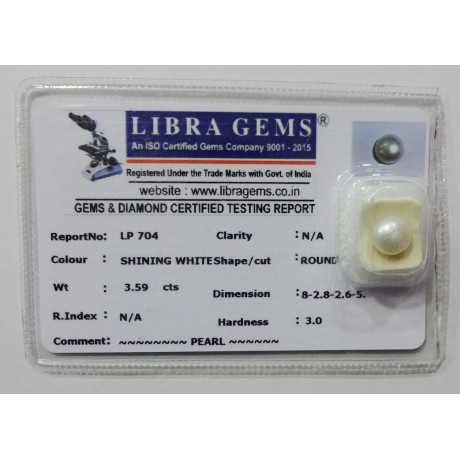 LIBRA GEMS®
An ISO Certified Gems Company 9001 - 2015
Registered Under the Trade Marks with Govt. of India
website : www.libragems.co.in
GEMS & DIAMOND CERTIFIED TESTING REPORT
ReportNo: LP 704 Clarity : N/A
Colour : SHINING WHITE Shape/cut : ROUND
Wt : 3.59 cts Dimension : 8-2.8-2.6-5.
R.Index : N/A Hardness : 3.0
Comment: ~~~~~~~~ PEARL ~~~~~~